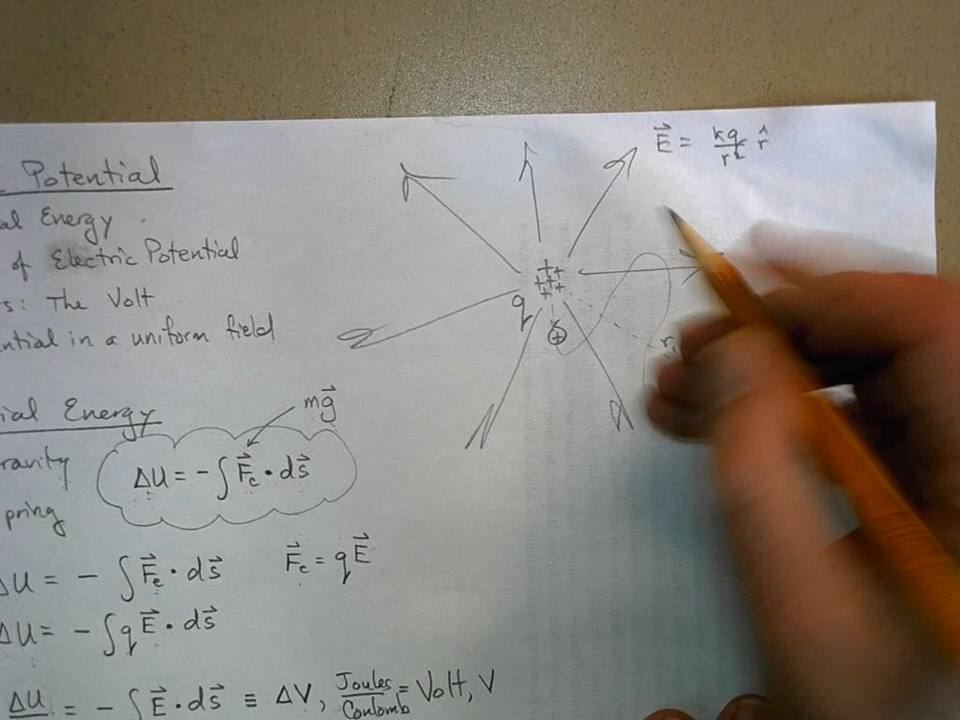 Potential
al Energy
of Electric Potential
s: The Volt
ntial in a uniform field
ial Energy
ravity
pring
mg⃗
ΔU = - ∫ F⃗c • ds⃗
ΔU = - ∫ F⃗e • ds⃗
F⃗c = qE⃗
ΔU = - ∫ qE⃗ • ds⃗
ΔU = - ∫ E⃗ • ds⃗ ≡ ΔV, Joules/Coulomb = Volt, V
E⃗ = kq/r² r̂
+ + + + + + +
q
+
r₁